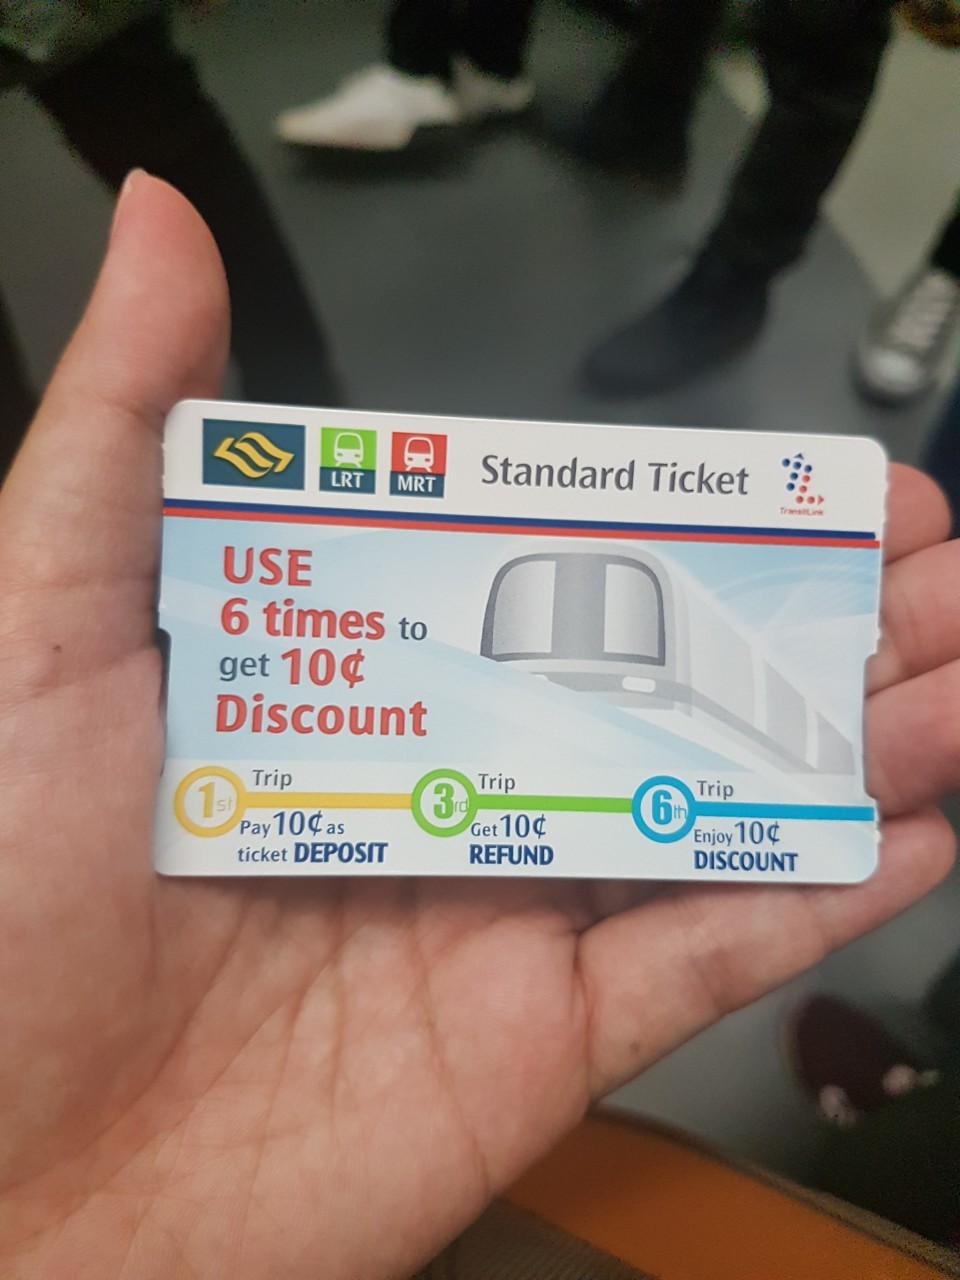 LRT
MRT
Standard Ticket
TransitLink
USE
6 times to
get 10¢
Discount
1st Trip
Pay 10¢ as
ticket DEPOSIT
3rd Trip
Get 10¢
REFUND
6th Trip
Enjoy 10¢
DISCOUNT